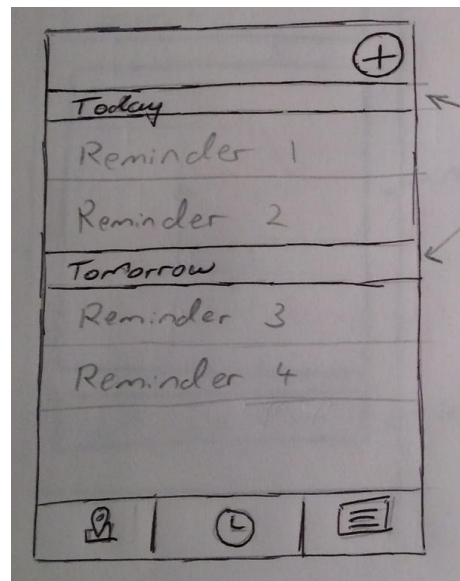 Today
Reminder 1
Reminder 2
Tomorrow
Reminder 3
Reminder 4